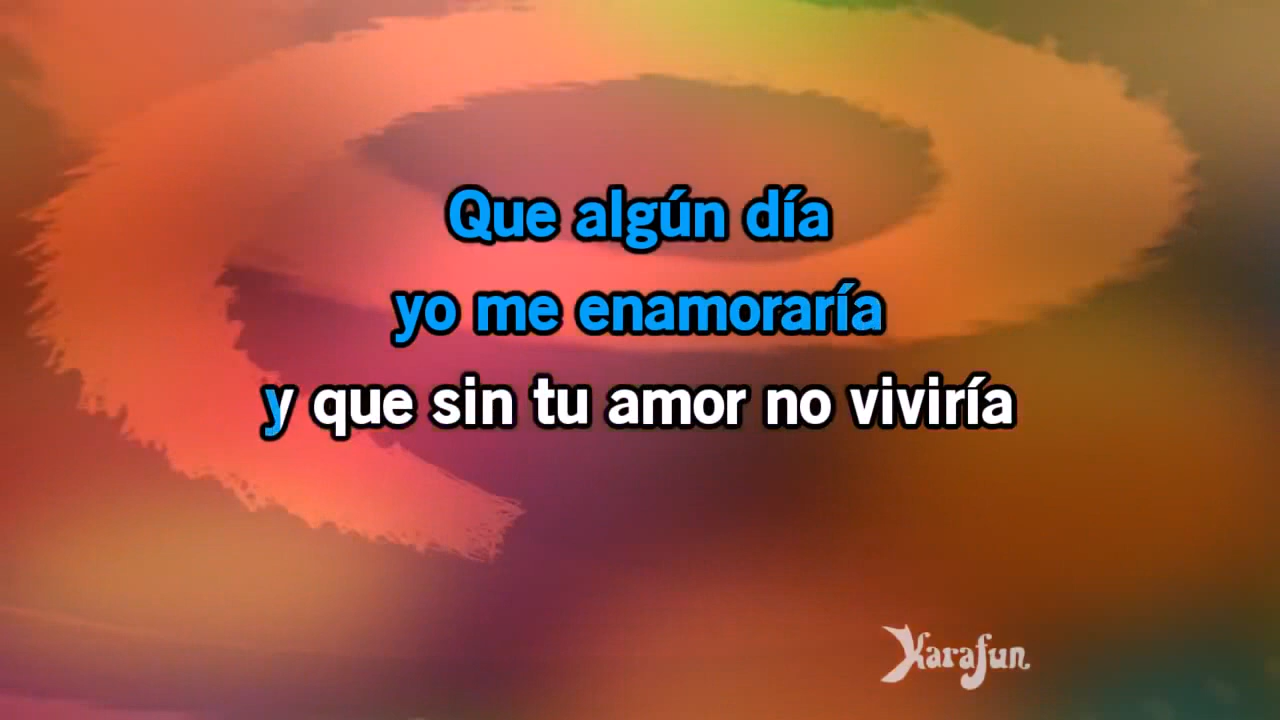 Que algún día
yo me enamoraría
y que sin tu amor no viviría
Karafun